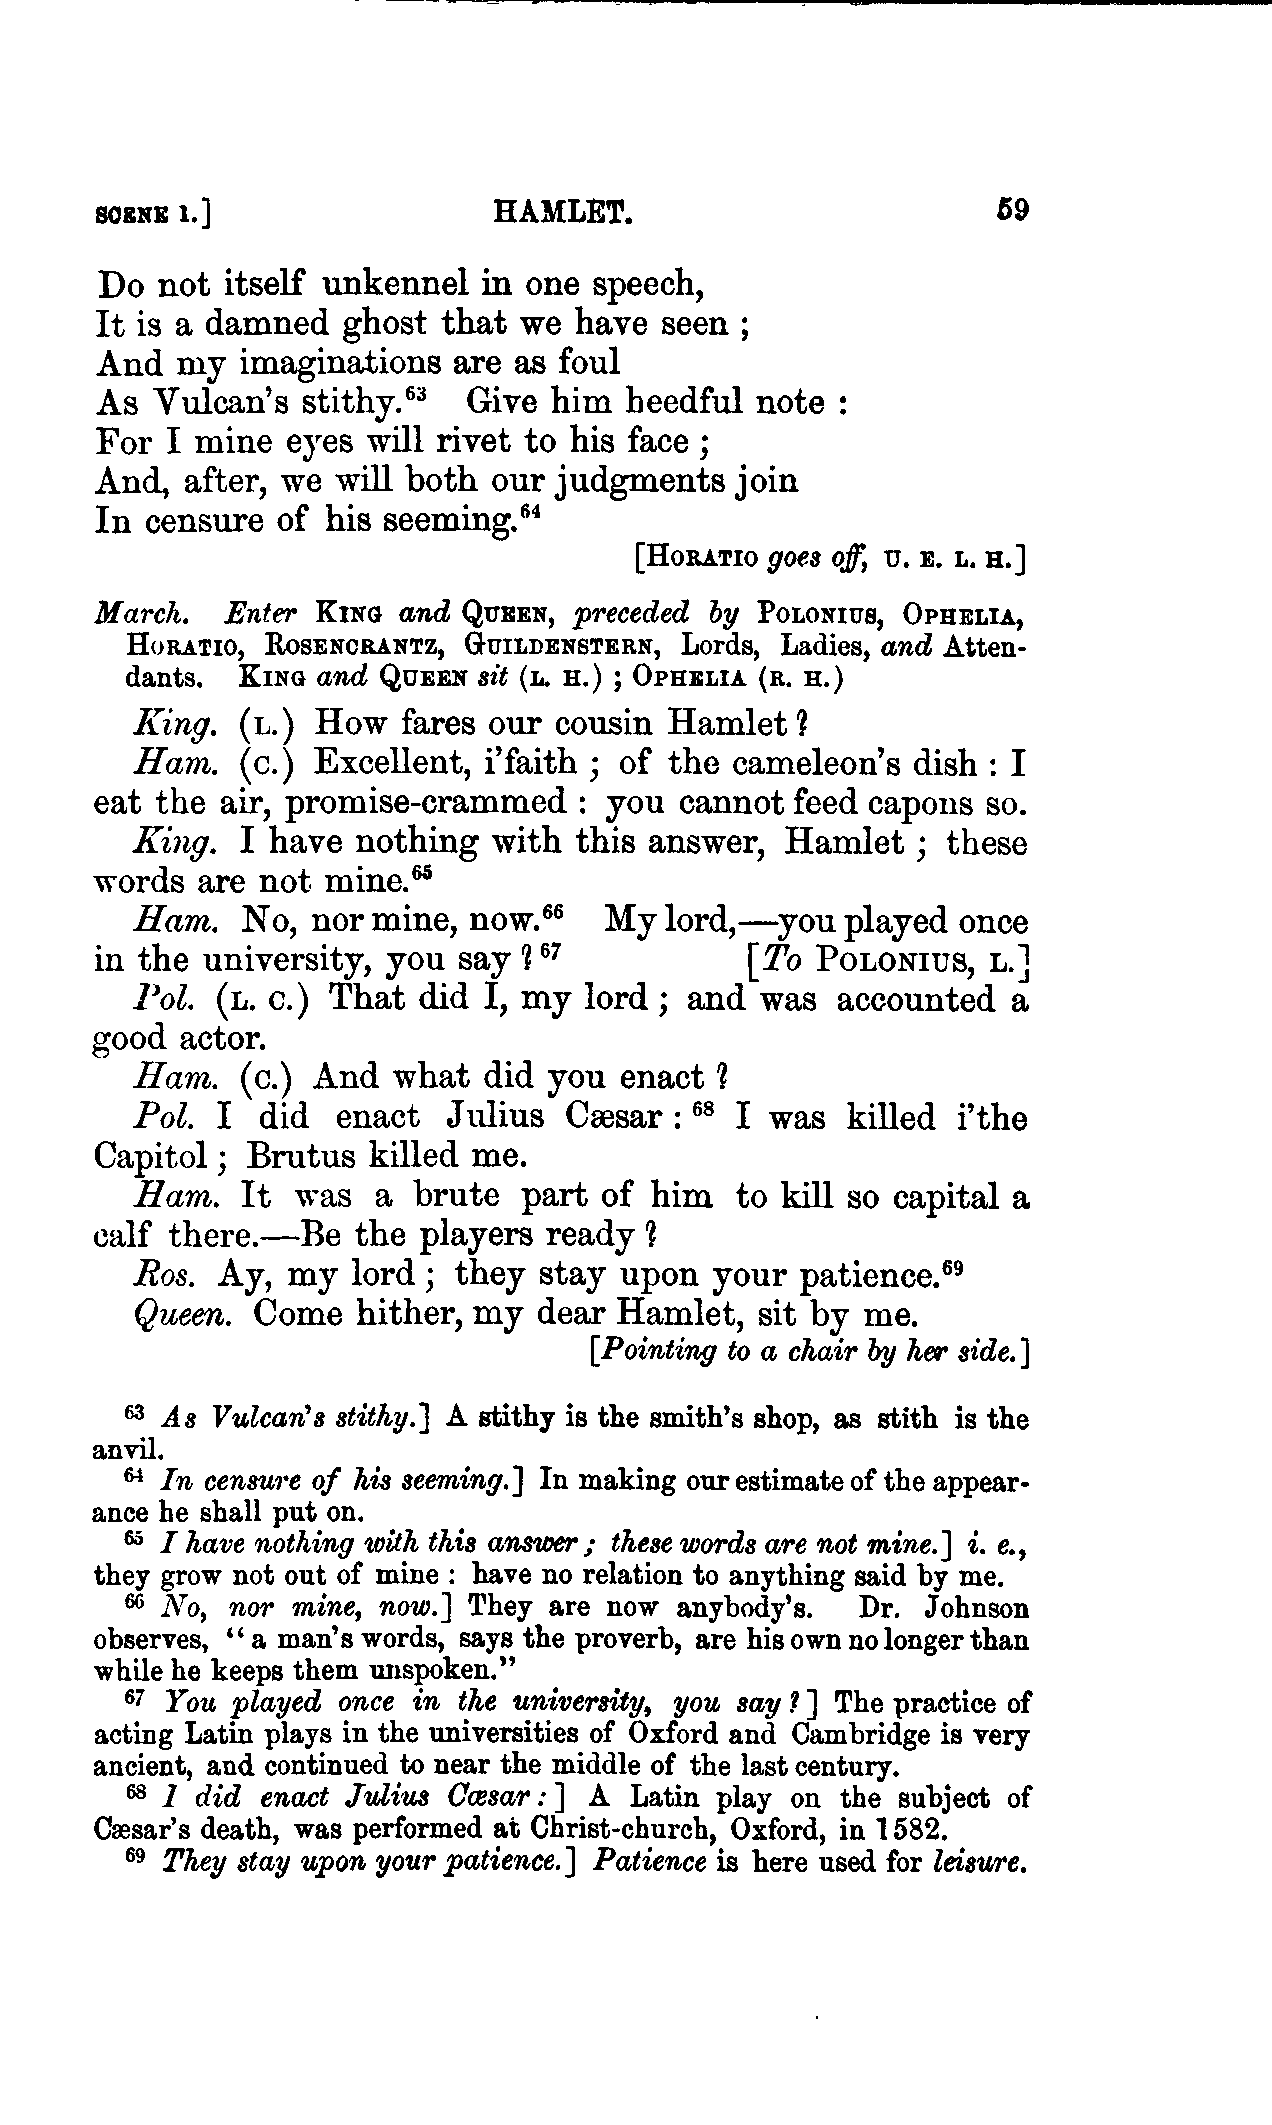 SCENE 1.] HAMLET. 59
Do not itself unkennel in one speech,
It is a damned ghost that we have seen ;
And my imaginations are as foul
As Vulcan's stithy.⁶³ Give him heedful note :
For I mine eyes will rivet to his face ;
And, after, we will both our judgments join
In censure of his seeming.⁶⁴
[HORATIO goes off, U. E. L. H.]
March. Enter KING and QUEEN, preceded by POLONIUS, OPHELIA,
HORATIO, ROSENCRANTZ, GUILDENSTERN, Lords, Ladies, and Atten-
dants. KING and QUEEN sit (L. H.) ; OPHELIA (R. H.)
King. (L.) How fares our cousin Hamlet ?
Ham. (C.) Excellent, i'faith ; of the cameleon's dish : I
eat the air, promise-crammed : you cannot feed capons so.
King. I have nothing with this answer, Hamlet ; these
words are not mine.⁶⁵
Ham. No, nor mine, now.⁶⁶ My lord,—you played once
in the university, you say ?⁶⁷ [To POLONIUS, L.]
Pol. (L. C.) That did I, my lord ; and was accounted a
good actor.
Ham. (C.) And what did you enact ?
Pol. I did enact Julius Cæsar :⁶⁸ I was killed i'the
Capitol ; Brutus killed me.
Ham. It was a brute part of him to kill so capital a
calf there.—Be the players ready ?
Ros. Ay, my lord ; they stay upon your patience.⁶⁹
Queen. Come hither, my dear Hamlet, sit by me.
[Pointing to a chair by her side.]
⁶³ As Vulcan's stithy.] A stithy is the smith's shop, as stith is the
anvil.
⁶⁴ In censure of his seeming.] In making our estimate of the appear-
ance he shall put on.
⁶⁵ I have nothing with this answer ; these words are not mine.] i. e.,
they grow not out of mine : have no relation to anything said by me.
⁶⁶ No, nor mine, now.] They are now anybody's. Dr. Johnson
observes, "a man's words, says the proverb, are his own no longer than
while he keeps them unspoken."
⁶⁷ You played once in the university, you say ?] The practice of
acting Latin plays in the universities of Oxford and Cambridge is very
ancient, and continued to near the middle of the last century.
⁶⁸ I did enact Julius Cæsar :] A Latin play on the subject of
Cæsar's death, was performed at Christ-church, Oxford, in 1582.
⁶⁹ They stay upon your patience.] Patience is here used for leisure.